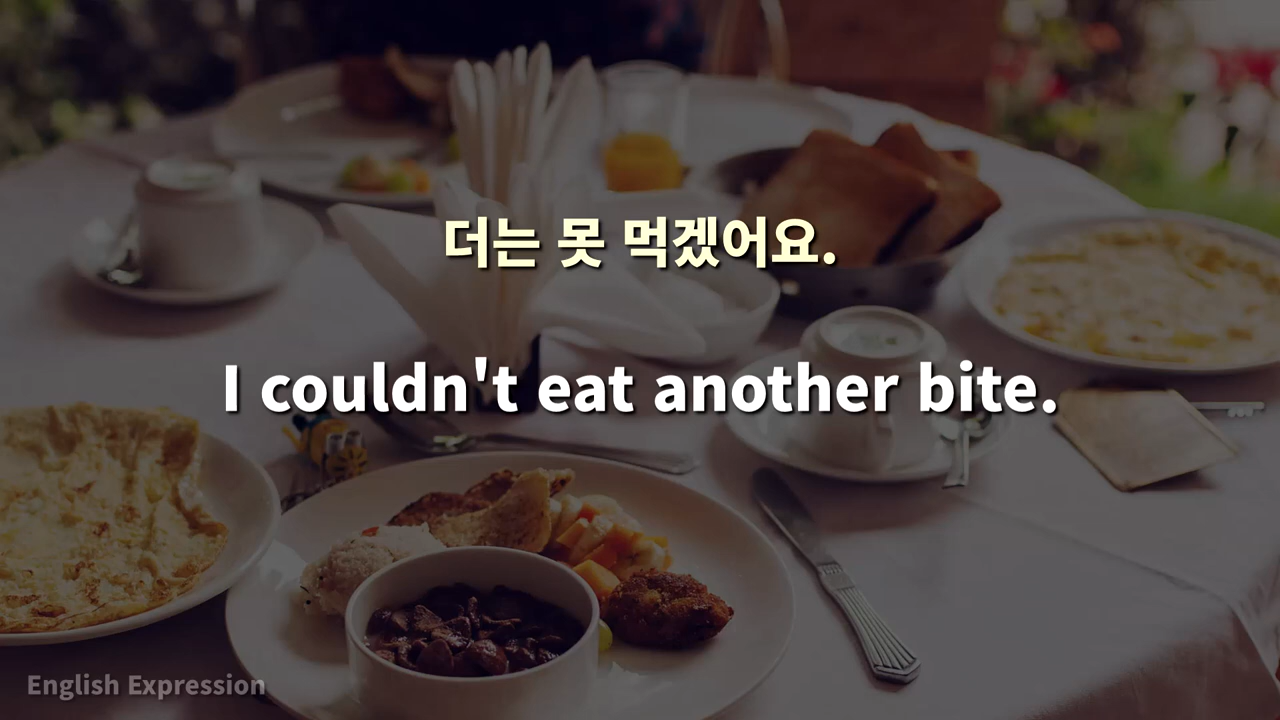 더는 못 먹겠어요.
I couldn't eat another bite.
English Expression